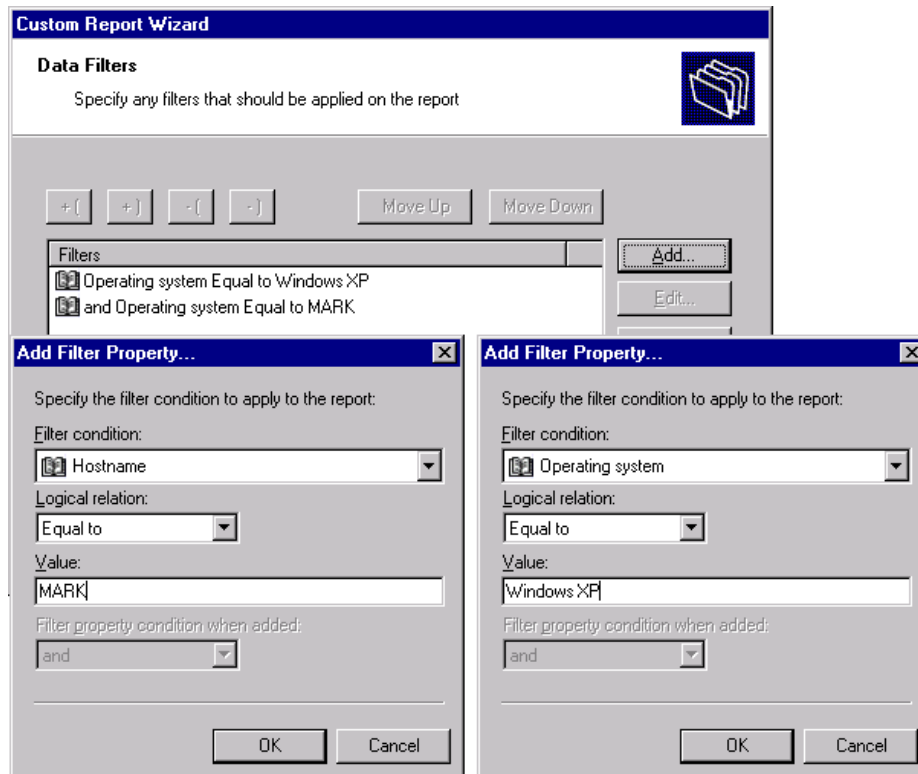 Custom Report Wizard
Data Filters
Specify any filters that should be applied on the report
+ (
+ )
- (
- )
Move Up
Move Down
Filters
Operating system Equal to Windows XP
and Operating system Equal to MARK
Add...
Edit...
Add Filter Property...
Specify the filter condition to apply to the report:
Filter condition:
Hostname
Logical relation:
Equal to
Value:
MARK
Filter property condition when added:
and
OK
Cancel
Add Filter Property...
Specify the filter condition to apply to the report:
Filter condition:
Operating system
Logical relation:
Equal to
Value:
Windows XP
Filter property condition when added:
and
OK
Cancel